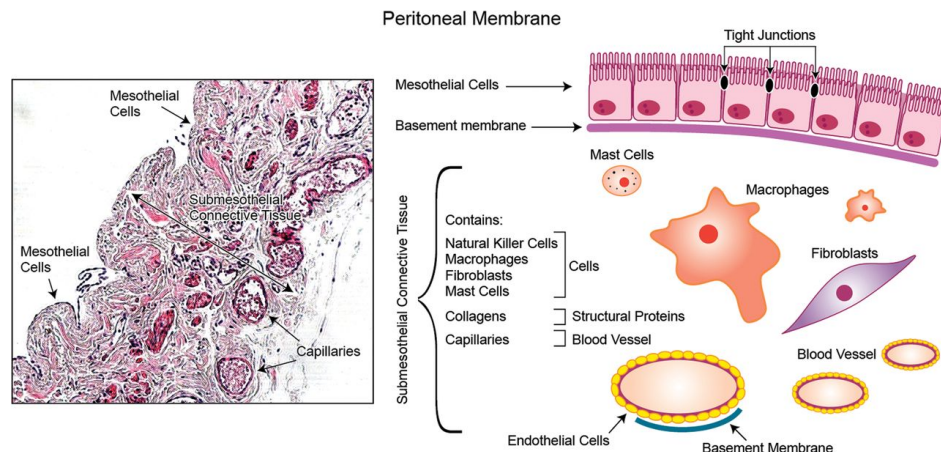 Peritoneal Membrane
Mesothelial
Cells
Submesothelial
Connective Tissue
Mesothelial
Cells
Capillaries
Tight Junctions
Mesothelial Cells
Basement membrane
Submesothelial Connective Tissue
Contains:
Natural Killer Cells
Macrophages
Fibroblasts
Mast Cells
Cells
Collagens
Structural Proteins
Capillaries
Blood Vessel
Mast Cells
Macrophages
Fibroblasts
Blood Vessel
Endothelial Cells
Basement Membrane